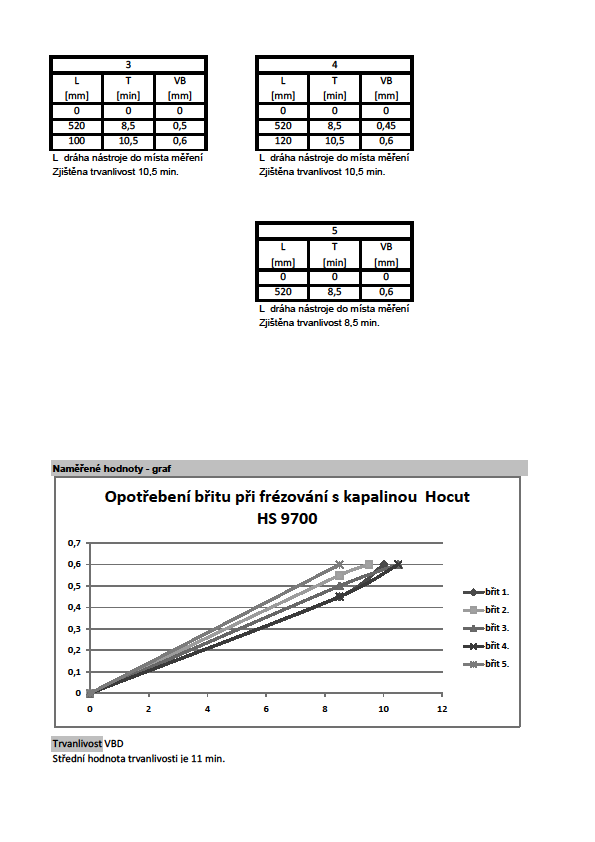 3
L T VB
[mm] [min] [mm]
0 0 0
520 8,5 0,5
100 10,5 0,6
L dráha nástroje do místa měření
Zjištěna trvanlivost 10,5 min.
4
L T VB
[mm] [min] [mm]
0 0 0
520 8,5 0,45
120 10,5 0,6
L dráha nástroje do místa měření
Zjištěna trvanlivost 10,5 min.
5
L T VB
[mm] [min] [mm]
0 0 0
520 8,5 0,6
L dráha nástroje do místa měření
Zjištěna trvanlivost 8,5 min.
Naměřené hodnoty - graf
Opotřebení břitu při frézování s kapalinou Hocut
HS 9700
0,7
0,6
0,5
0,4
0,3
0,2
0,1
0
0 2 4 6 8 10 12
břit 1.
břit 2.
břit 3.
břit 4.
břit 5.
Trvanlivost VBD
Střední hodnota trvanlivosti je 11 min.